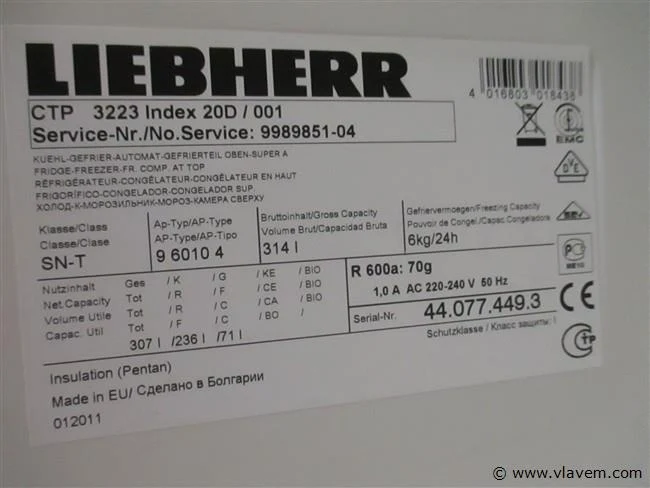 LIEBHERR
4 016803 018438
CTP 3223 Index 20D / 001
Service-Nr./No.Service: 9989851-04
EMC
KUEHL-GEFRIER-AUTOMAT-GEFRIERTEIL OBEN-SUPER A
FRIDGE-FREEZER-FR. COMP. AT TOP
RÉFRIGÉRATEUR-CONGÉLATEUR-CONGÉLATEUR EN HAUT
FRIGORÍFICO-CONGELADOR-CONGELADOR SUP.
ХОЛОД-К-МОРОЗИЛЬНИК-МОРОЗ-КАМЕРА СВЕРХУ
Klasse/Class
Classe/Clase
SN-T
Ap-Typ/AP-Type
AP-Type/AP-Tipo
9 6010 4
Bruttoinhalt/Gross Capacity
Volume Brut/Capacidad Bruta
314 l
Gefriervermoegen/Freezing Capacity
Pouvoir de Congel./Capac.Congeladora
6kg/24h
Nutzinhalt Ges / K / G / KE / BIO
Net.Capacity Tot / R / F / CE / BIO
Volume Utile Tot / R / C / CA / BIO
Capac. Util Tot / F / C / BO /
307 l /236 l /71 l
R 600a: 70g
1,0 A AC 220-240 V 50 Hz
Serial-Nr. 44.077.449.3
Schutzklasse / Класс защиты: I
Insulation (Pentan)
Made in EU/ Сделано в Болгарии
012011
DVE
CE
© www.vlavem.com